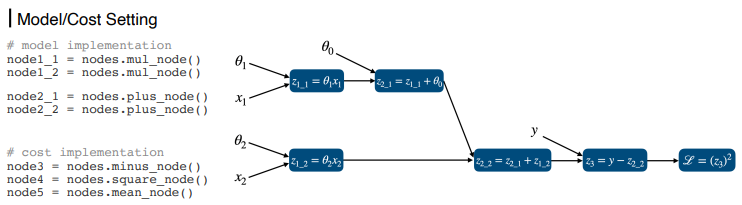 Model/Cost Setting
# model implementation
node1_1 = nodes.mul_node()
node1_2 = nodes.mul_node()
node2_1 = nodes.plus_node()
node2_2 = nodes.plus_node()
# cost implementation
node3 = nodes.minus_node()
node4 = nodes.square_node()
node5 = nodes.mean_node()
θ₀
θ₁
z₁_₁ = θ₁x₁
z₂_₁ = z₁_₁ + θ₀
x₁
θ₂
y
z₁_₂ = θ₂x₂
z₂_₂ = z₂_₁ + z₁_₂
z₃ = y − z₂_₂
ℒ = (z₃)²
x₂